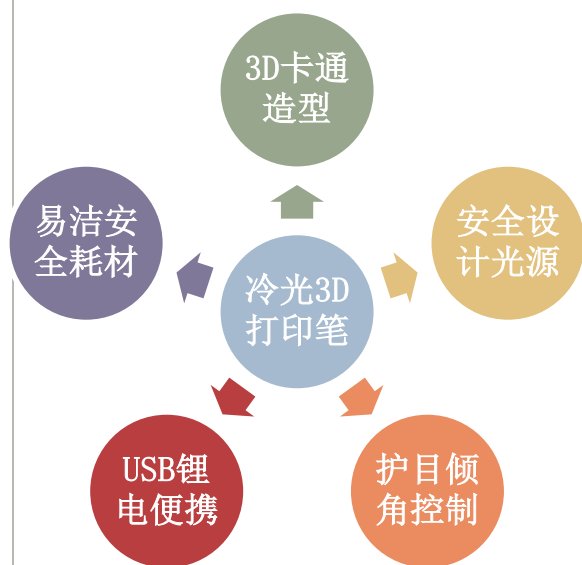 3D卡通
造型
易洁安
全耗材
安全设
计光源
冷光3D
打印笔
USB锂
电便携
护目倾
角控制